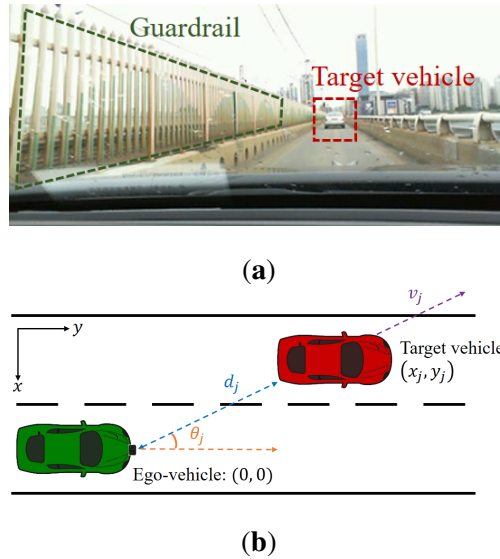 Guardrail
Target vehicle
(a)
v_j
y
x
Target vehicle
(x_j, y_j)
d_j
θ_j
Ego-vehicle: (0, 0)
(b)